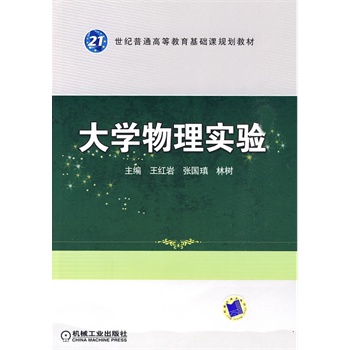 21 世纪普通高等教育基础课规划教材
大学物理实验
主编 王红岩 张国瑱 林树
机械工业出版社
CHINA MACHINE PRESS